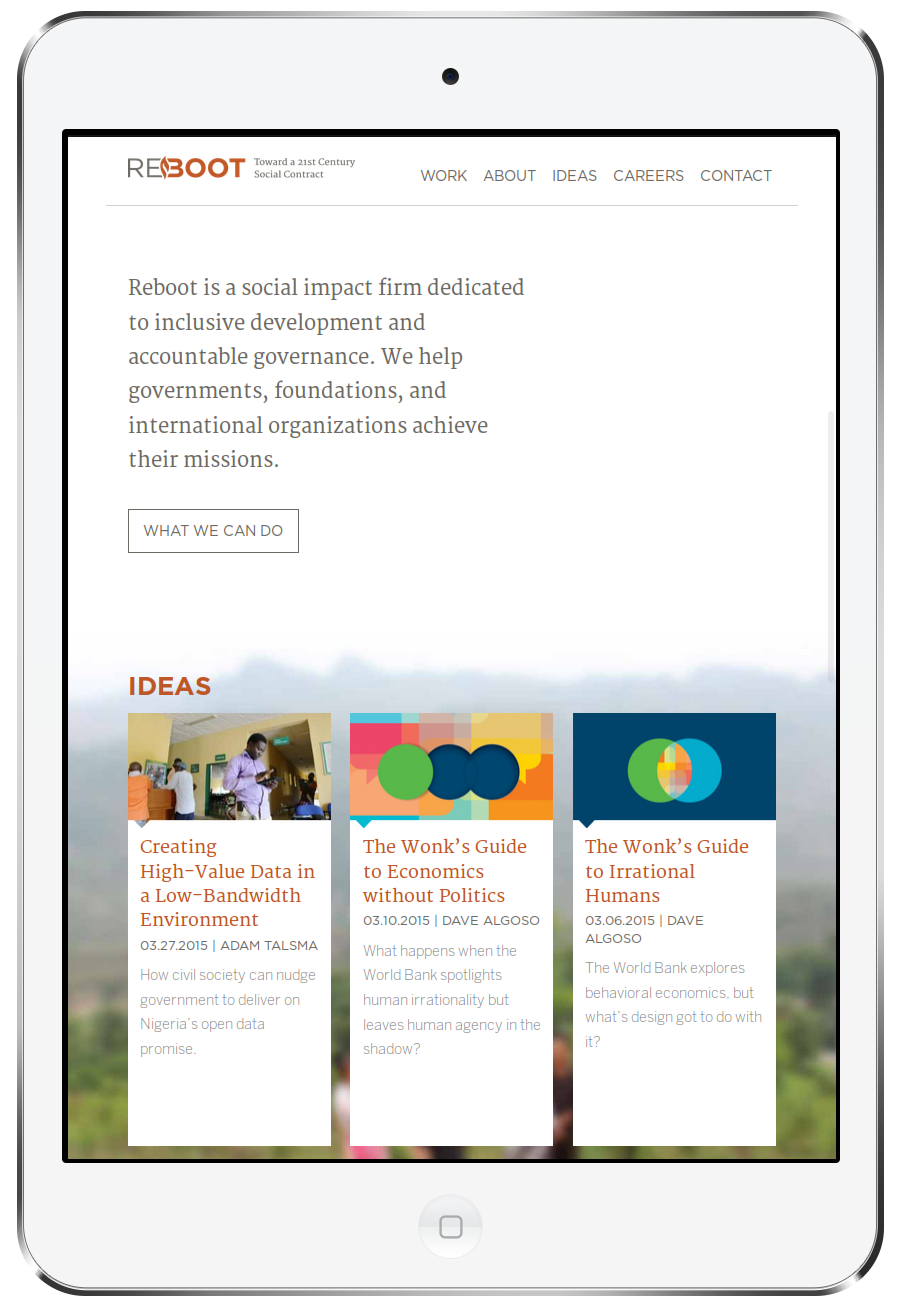 REBOOT
Toward a 21st Century
Social Contract
WORK ABOUT IDEAS CAREERS CONTACT
Reboot is a social impact firm dedicated
to inclusive development and
accountable governance. We help
governments, foundations, and
international organizations achieve
their missions.
WHAT WE CAN DO
IDEAS
Creating
High-Value Data in
a Low-Bandwidth
Environment
03.27.2015 | ADAM TALSMA
How civil society can nudge
government to deliver on
Nigeria's open data
promise.
The Wonk’s Guide
to Economics
without Politics
03.10.2015 | DAVE ALGOSO
What happens when the
World Bank spotlights
human irrationality but
leaves human agency in the
shadow?
The Wonk’s Guide
to Irrational
Humans
03.06.2015 | DAVE
ALGOSO
The World Bank explores
behavioral economics, but
what's design got to do with
it?